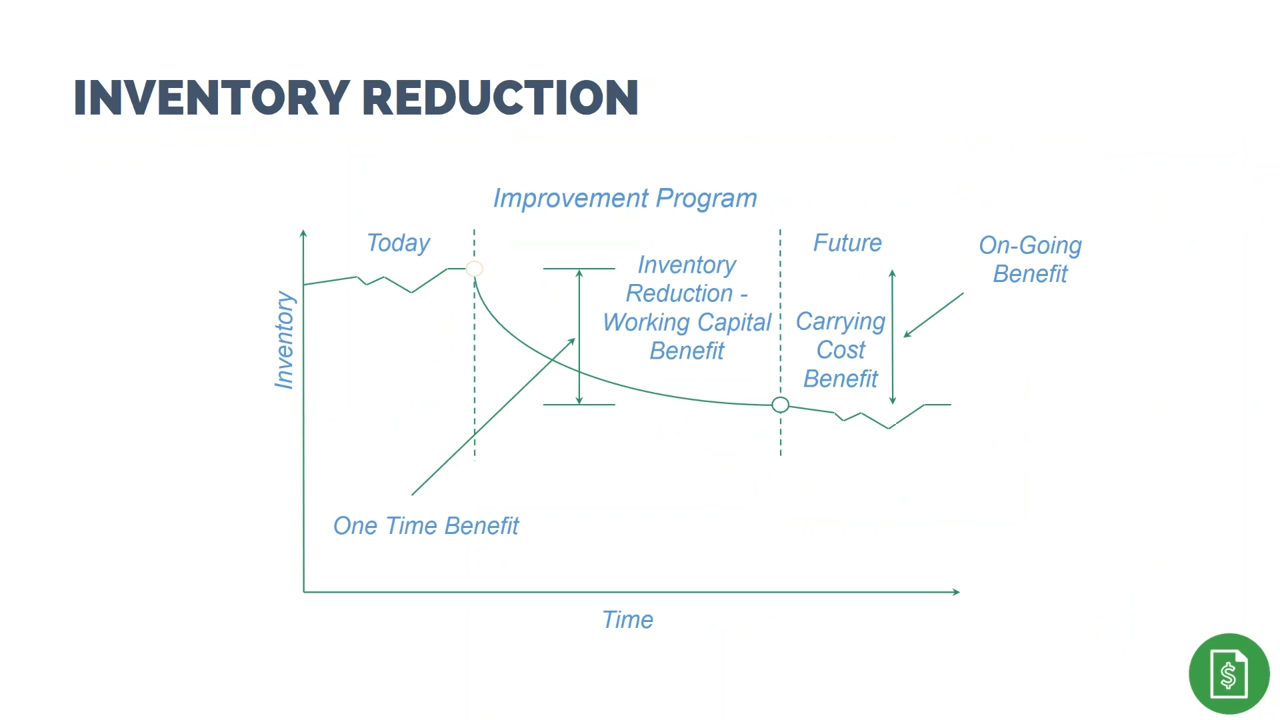 INVENTORY REDUCTION
Improvement Program
Today
Future
On-Going
Benefit
Inventory
Reduction -
Working Capital
Benefit
Carrying
Cost
Benefit
Inventory
One Time Benefit
Time
$